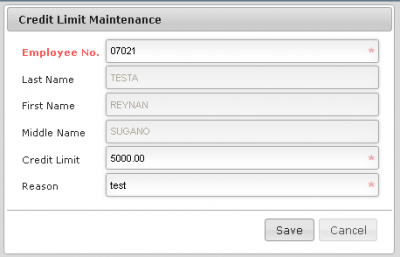 Credit Limit Maintenance
Employee No. 07021 *
Last Name TESTA
First Name REYNAN
Middle Name SUGANO
Credit Limit 5000.00 *
Reason test *
Save Cancel